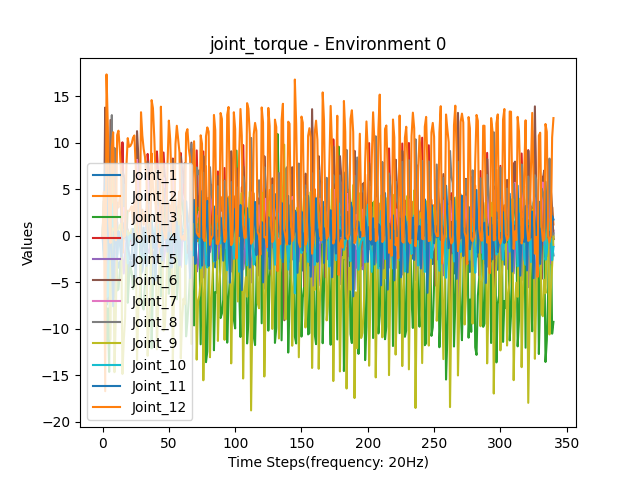 joint_torque - Environment 0
Values
15
10
5
0
−5
−10
−15
−20
Joint_1
Joint_2
Joint_3
Joint_4
Joint_5
Joint_6
Joint_7
Joint_8
Joint_9
Joint_10
Joint_11
Joint_12
0 50 100 150 200 250 300 350
Time Steps(frequency: 20Hz)